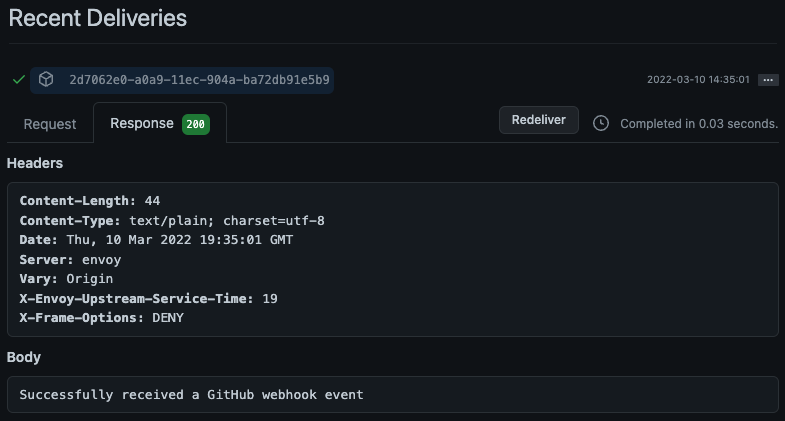 Recent Deliveries
2d7062e0-a0a9-11ec-904a-ba72db91e5b9 2022-03-10 14:35:01
Request Response 200 Redeliver Completed in 0.03 seconds.
Headers
Content-Length: 44
Content-Type: text/plain; charset=utf-8
Date: Thu, 10 Mar 2022 19:35:01 GMT
Server: envoy
Vary: Origin
X-Envoy-Upstream-Service-Time: 19
X-Frame-Options: DENY
Body
Successfully received a GitHub webhook event